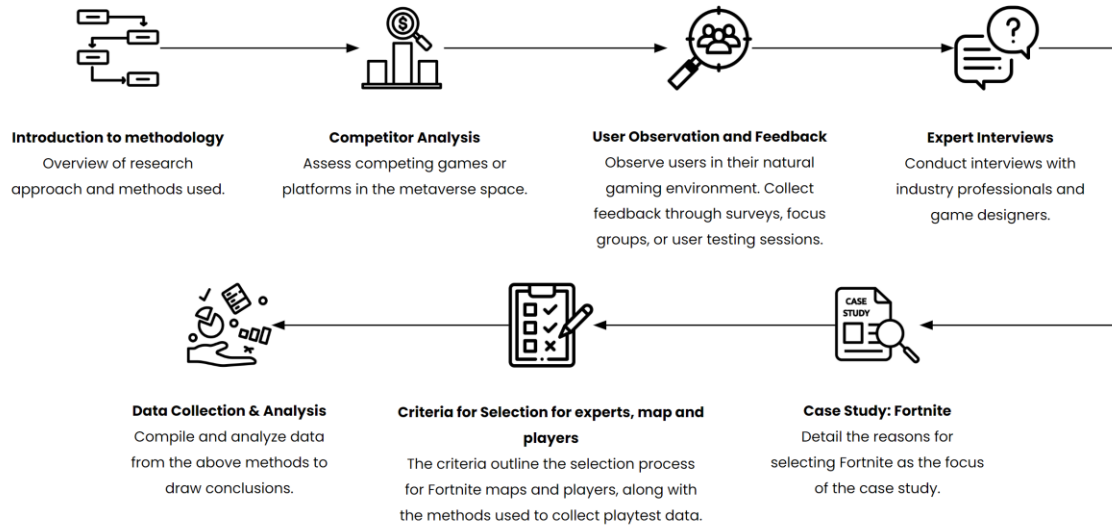 Introduction to methodology
Overview of research
approach and methods used.
Competitor Analysis
Assess competing games or
platforms in the metaverse space.
User Observation and Feedback
Observe users in their natural
gaming environment. Collect
feedback through surveys, focus
groups, or user testing sessions.
?
Expert Interviews
Conduct interviews with
industry professionals and
game designers.
$
CASE
STUDY
Case Study: Fortnite
Detail the reasons for
selecting Fortnite as the focus
of the case study.
Criteria for Selection for experts, map and
players
The criteria outline the selection process
for Fortnite maps and players, along with
the methods used to collect playtest data.
Data Collection & Analysis
Compile and analyze data
from the above methods to
draw conclusions.